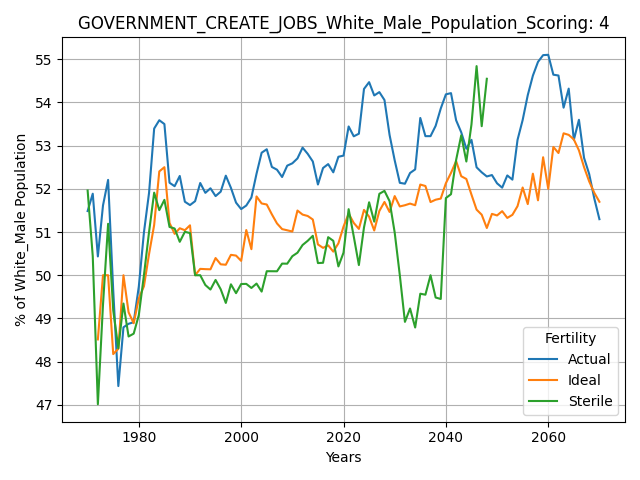 GOVERNMENT_CREATE_JOBS_White_Male_Population_Scoring: 4
% of White_Male Population
55
54
53
52
51
50
49
48
47
1980 2000 2020 2040 2060
Years
Fertility
Actual
Ideal
Sterile